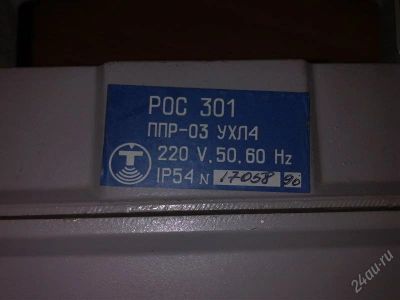 РОС 301
ППР-03 УХЛ4
220 V. 50. 60 Hz
IP54 N 17058 90
24au.ru